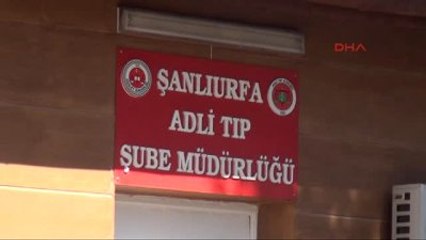 DHA
ŞANLIURFA
ADLİ TIP
ŞUBE MÜDÜRLÜĞÜ